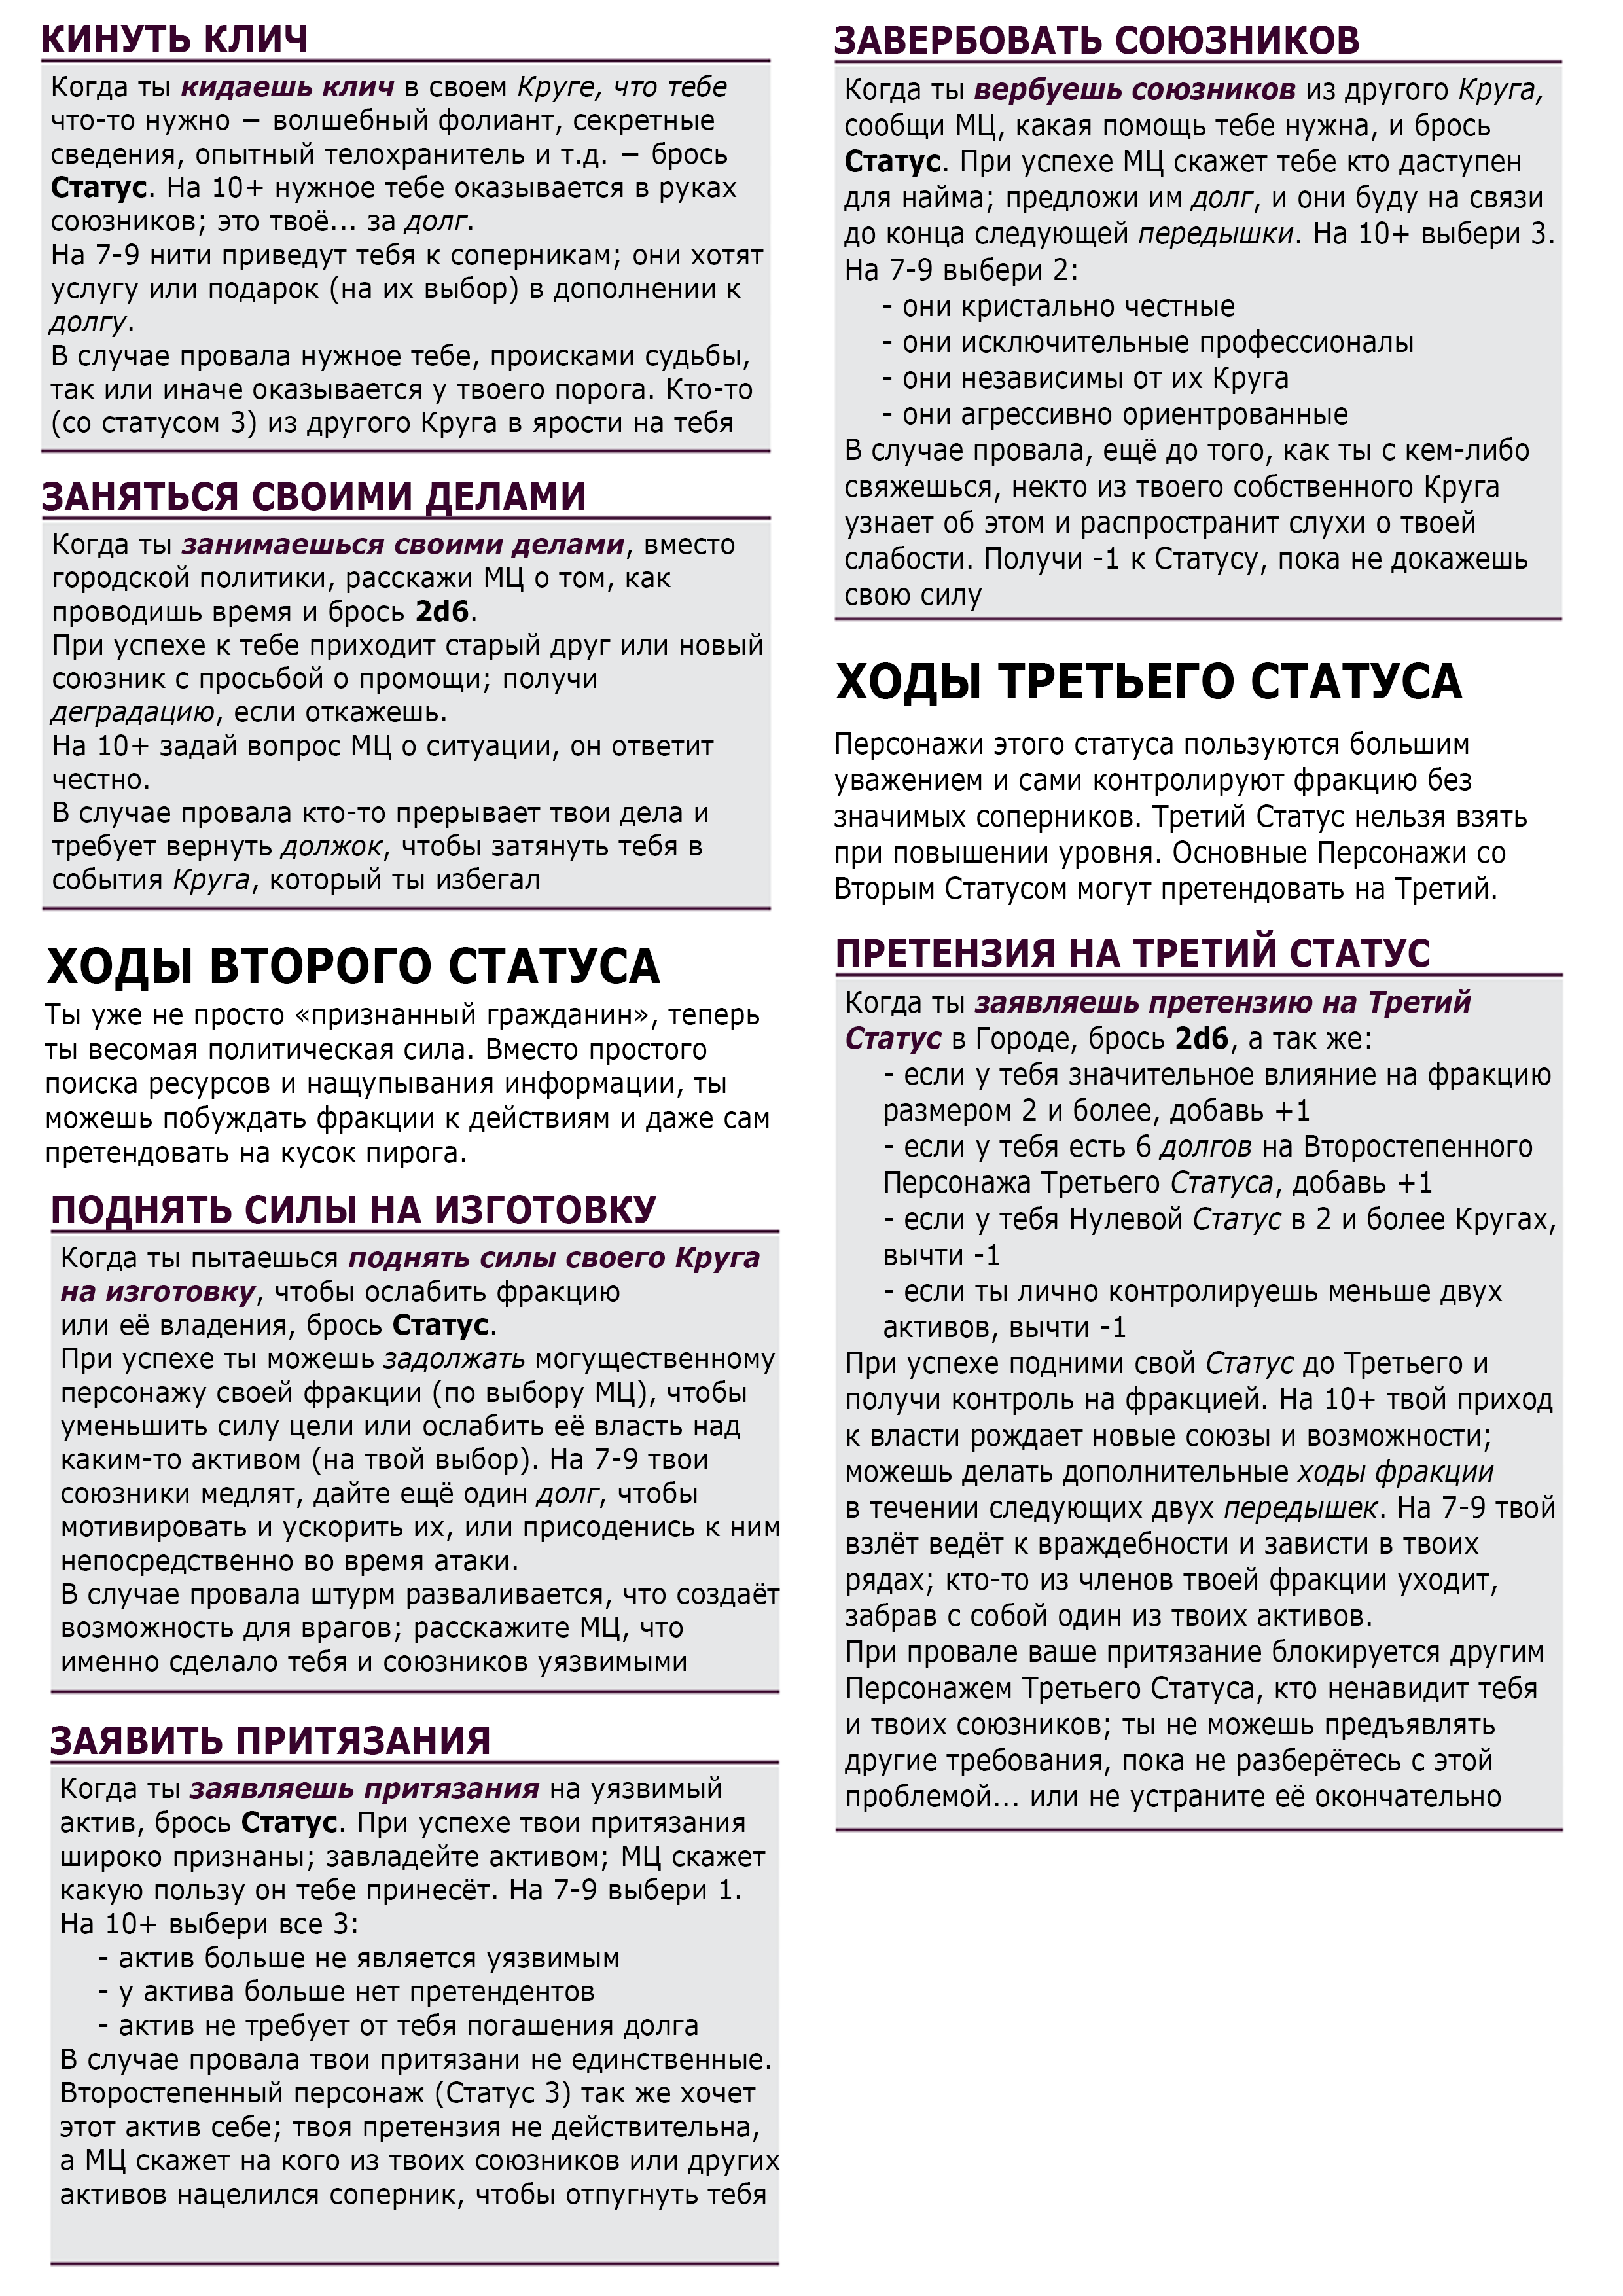 КИНУТЬ КЛИЧ
Когда ты кидаешь клич в своем Круге, что тебе
что-то нужно − волшебный фолиант, секретные
сведения, опытный телохранитель и т.д. − брось
Статус. На 10+ нужное тебе оказывается в руках
союзников; это твоё... за долг.
На 7-9 нити приведут тебя к соперникам; они хотят
услугу или подарок (на их выбор) в дополнении к
долгу.
В случае провала нужное тебе, происками судьбы,
так или иначе оказывается у твоего порога. Кто-то
(со статусом 3) из другого Круга в ярости на тебя
ЗАНЯТЬСЯ СВОИМИ ДЕЛАМИ
Когда ты занимаешься своими делами, вместо
городской политики, расскажи МЦ о том, как
проводишь время и брось 2d6.
При успехе к тебе приходит старый друг или новый
союзник с просьбой о промощи; получи
деградацию, если откажешь.
На 10+ задай вопрос МЦ о ситуации, он ответит
честно.
В случае провала кто-то прерывает твои дела и
требует вернуть должок, чтобы затянуть тебя в
события Круга, который ты избегал
ХОДЫ ВТОРОГО СТАТУСА
Ты уже не просто «признанный гражданин», теперь
ты весомая политическая сила. Вместо простого
поиска ресурсов и нащупывания информации, ты
можешь побуждать фракции к действиям и даже сам
претендовать на кусок пирога.
ПОДНЯТЬ СИЛЫ НА ИЗГОТОВКУ
Когда ты пытаешься поднять силы своего Круга
на изготовку, чтобы ослабить фракцию
или её владения, брось Статус.
При успехе ты можешь задолжать могущественному
персонажу своей фракции (по выбору МЦ), чтобы
уменьшить силу цели или ослабить её власть над
каким-то активом (на твой выбор). На 7-9 твои
союзники медлят, дайте ещё один долг, чтобы
мотивировать и ускорить их, или присоденись к ним
непосредственно во время атаки.
В случае провала штурм разваливается, что создаёт
возможность для врагов; расскажите МЦ, что
именно сделало тебя и союзников уязвимыми
ЗАЯВИТЬ ПРИТЯЗАНИЯ
Когда ты заявляешь притязания на уязвимый
актив, брось Статус. При успехе твои притязания
широко признаны; завладейте активом; МЦ скажет
какую пользу он тебе принесёт. На 7-9 выбери 1.
На 10+ выбери все 3:
- актив больше не является уязвимым
- у актива больше нет претендентов
- актив не требует от тебя погашения долга
В случае провала твои притязани не единственные.
Второстепенный персонаж (Статус 3) так же хочет
этот актив себе; твоя претензия не действительна,
а МЦ скажет на кого из твоих союзников или других
активов нацелился соперник, чтобы отпугнуть тебя
ЗАВЕРБОВАТЬ СОЮЗНИКОВ
Когда ты вербуешь союзников из другого Круга,
сообщи МЦ, какая помощь тебе нужна, и брось
Статус. При успехе МЦ скажет тебе кто доступен
для найма; предложи им долг, и они буду на связи
до конца следующей передышки. На 10+ выбери 3.
На 7-9 выбери 2:
- они кристально честные
- они исключительные профессионалы
- они независимы от их Круга
- они агрессивно ориентрованные
В случае провала, ещё до того, как ты с кем-либо
свяжешься, некто из твоего собственного Круга
узнает об этом и распространит слухи о твоей
слабости. Получи -1 к Статусу, пока не докажешь
свою силу
ХОДЫ ТРЕТЬЕГО СТАТУСА
Персонажи этого статуса пользуются большим
уважением и сами контролируют фракцию без
значимых соперников. Третий Статус нельзя взять
при повышении уровня. Основные Персонажи со
Вторым Статусом могут претендовать на Третий.
ПРЕТЕНЗИЯ НА ТРЕТИЙ СТАТУС
Когда ты заявляешь претензию на Третий
Статус в Городе, брось 2d6, а так же:
- если у тебя значительное влияние на фракцию
размером 2 и более, добавь +1
- если у тебя есть 6 долгов на Второстепенного
Персонажа Третьего Статуса, добавь +1
- если у тебя Нулевой Статус в 2 и более Кругах,
вычти -1
- если ты лично контролируешь меньше двух
активов, вычти -1
При успехе подними свой Статус до Третьего и
получи контроль на фракцией. На 10+ твой приход
к власти рождает новые союзы и возможности;
можешь делать дополнительные ходы фракции
в течении следующих двух передышек. На 7-9 твой
взлёт ведёт к враждебности и зависти в твоих
рядах; кто-то из членов твоей фракции уходит,
забрав с собой один из твоих активов.
При провале ваше притязание блокируется другим
Персонажем Третьего Статуса, кто ненавидит тебя
и твоих союзников; ты не можешь предъявлять
другие требования, пока не разберётесь с этой
проблемой... или не устраните её окончательно